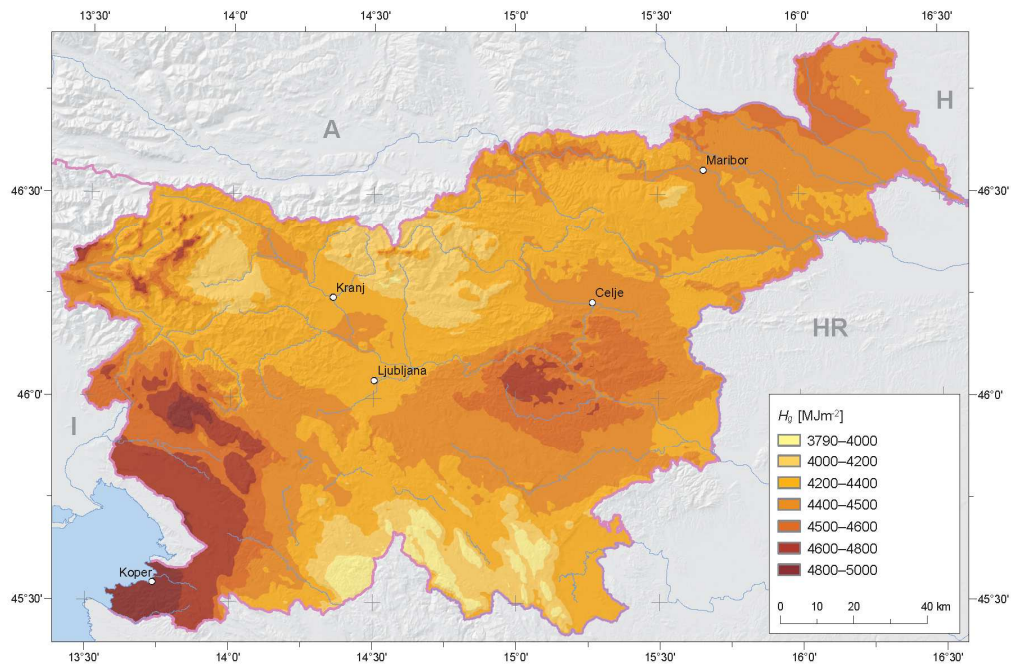 13°30' 14°0' 14°30' 15°0' 15°30' 16°0' 16°30'
A
H
Maribor
46°30'
46°30'
Kranj
Celje
HR
Ljubljana
46°0'
46°0'
I
Hg [MJm-2]
3790–4000
4000–4200
4200–4400
4400–4500
4500–4600
4600–4800
4800–5000
Koper
45°30'
45°30'
0 10 20 40 km
13°30' 14°0' 14°30' 15°0' 15°30' 16°0' 16°30'